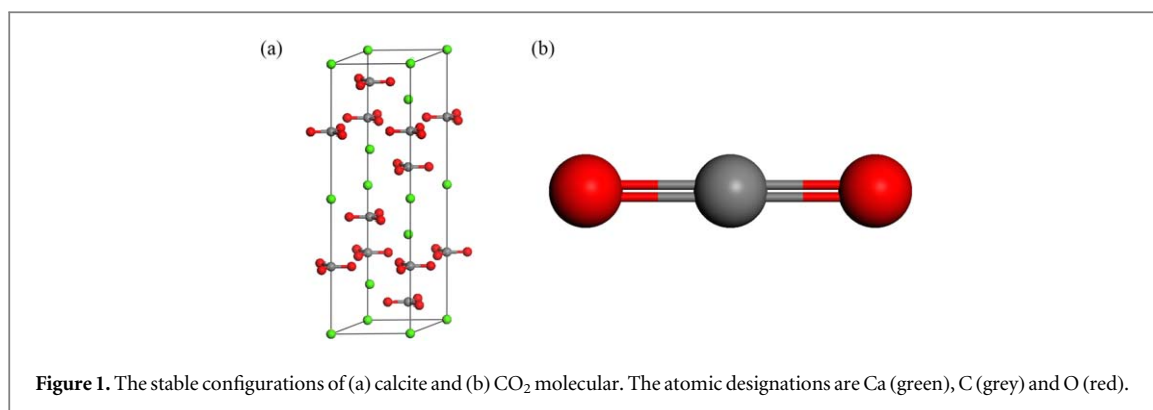 (a)
(b)
Figure 1. The stable configurations of (a) calcite and (b) CO₂ molecular. The atomic designations are Ca (green), C (grey) and O (red).